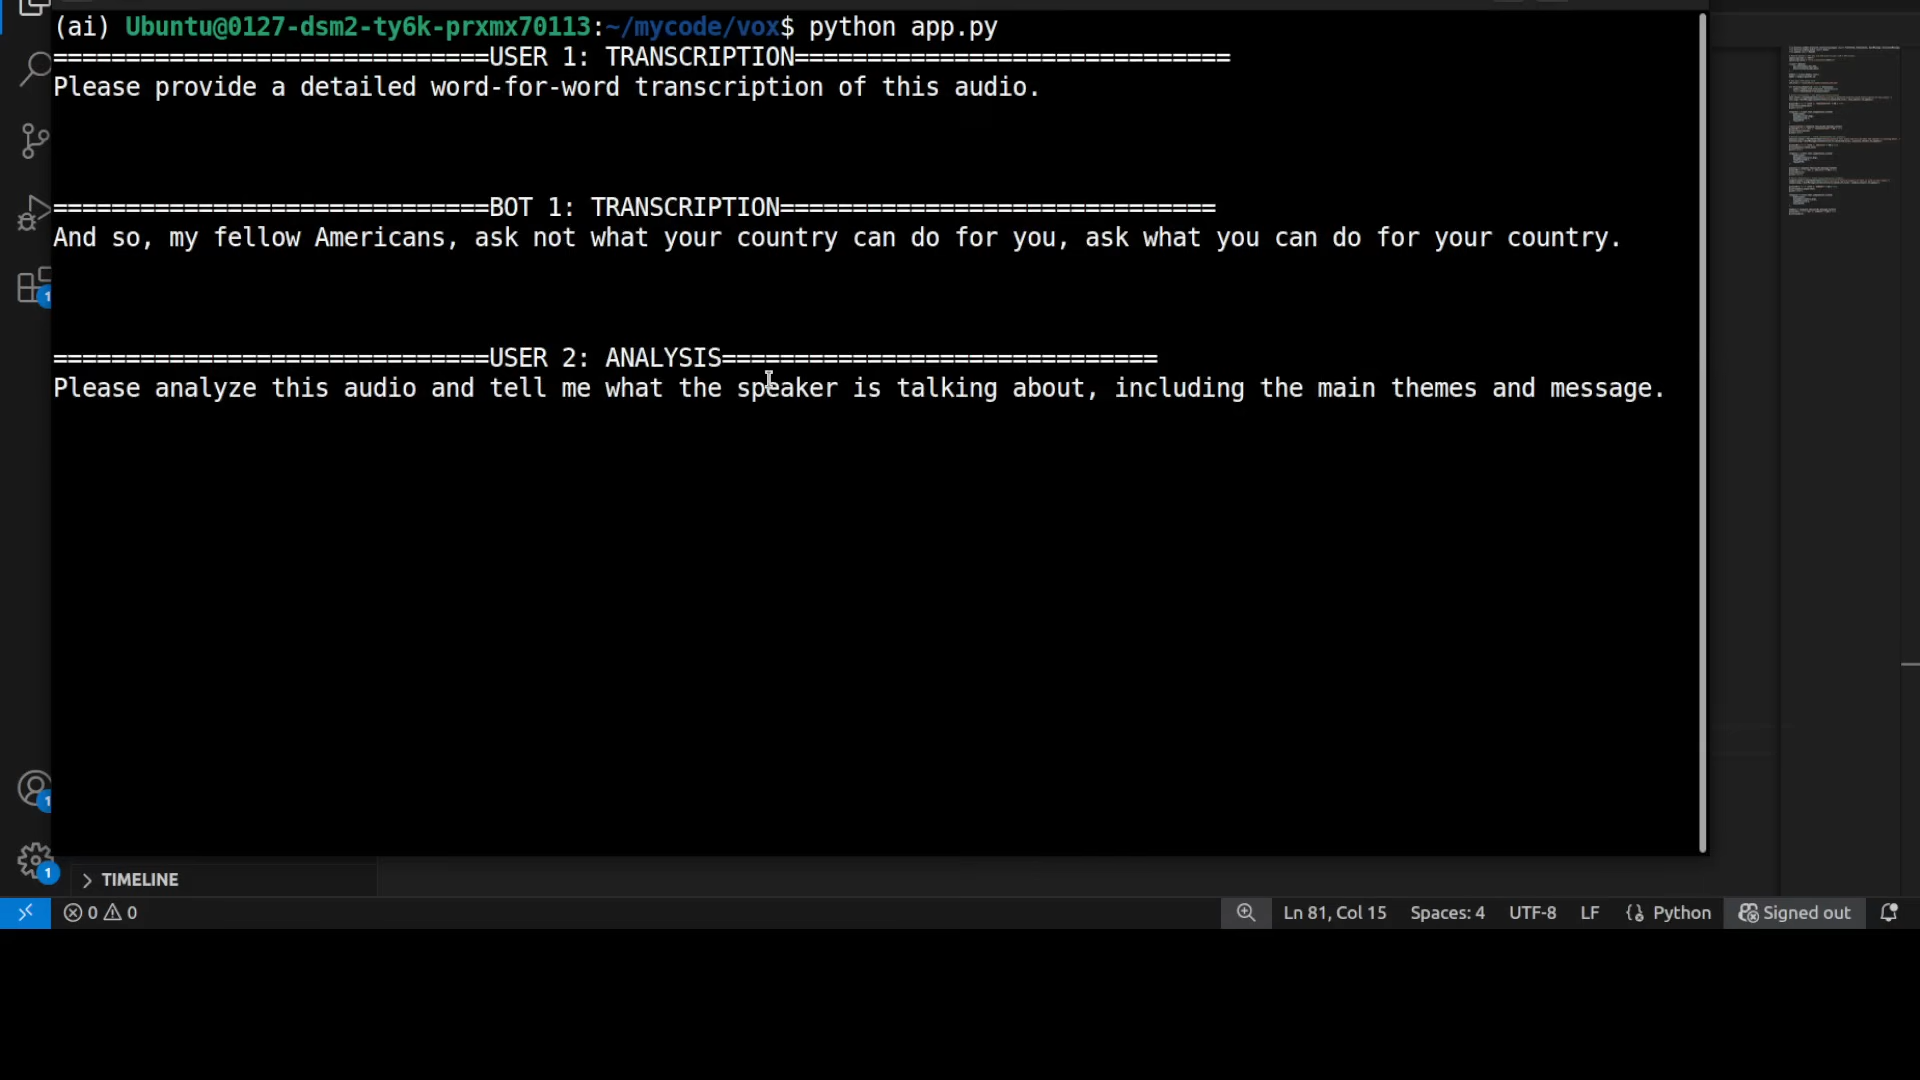 (ai) Ubuntu@0127-dsm2-ty6k-prxmx70113:~/mycode/vox$ python app.py
==============================USER 1: TRANSCRIPTION==============================
Please provide a detailed word-for-word transcription of this audio.
==============================BOT 1: TRANSCRIPTION==============================
And so, my fellow Americans, ask not what your country can do for you, ask what you can do for your country.
==============================USER 2: ANALYSIS==============================
Please analyze this audio and tell me what the speaker is talking about, including the main themes and message.
1
1
1
TIMELINE
0 0 Ln 81, Col 15 Spaces: 4 UTF-8 LF Python Signed out